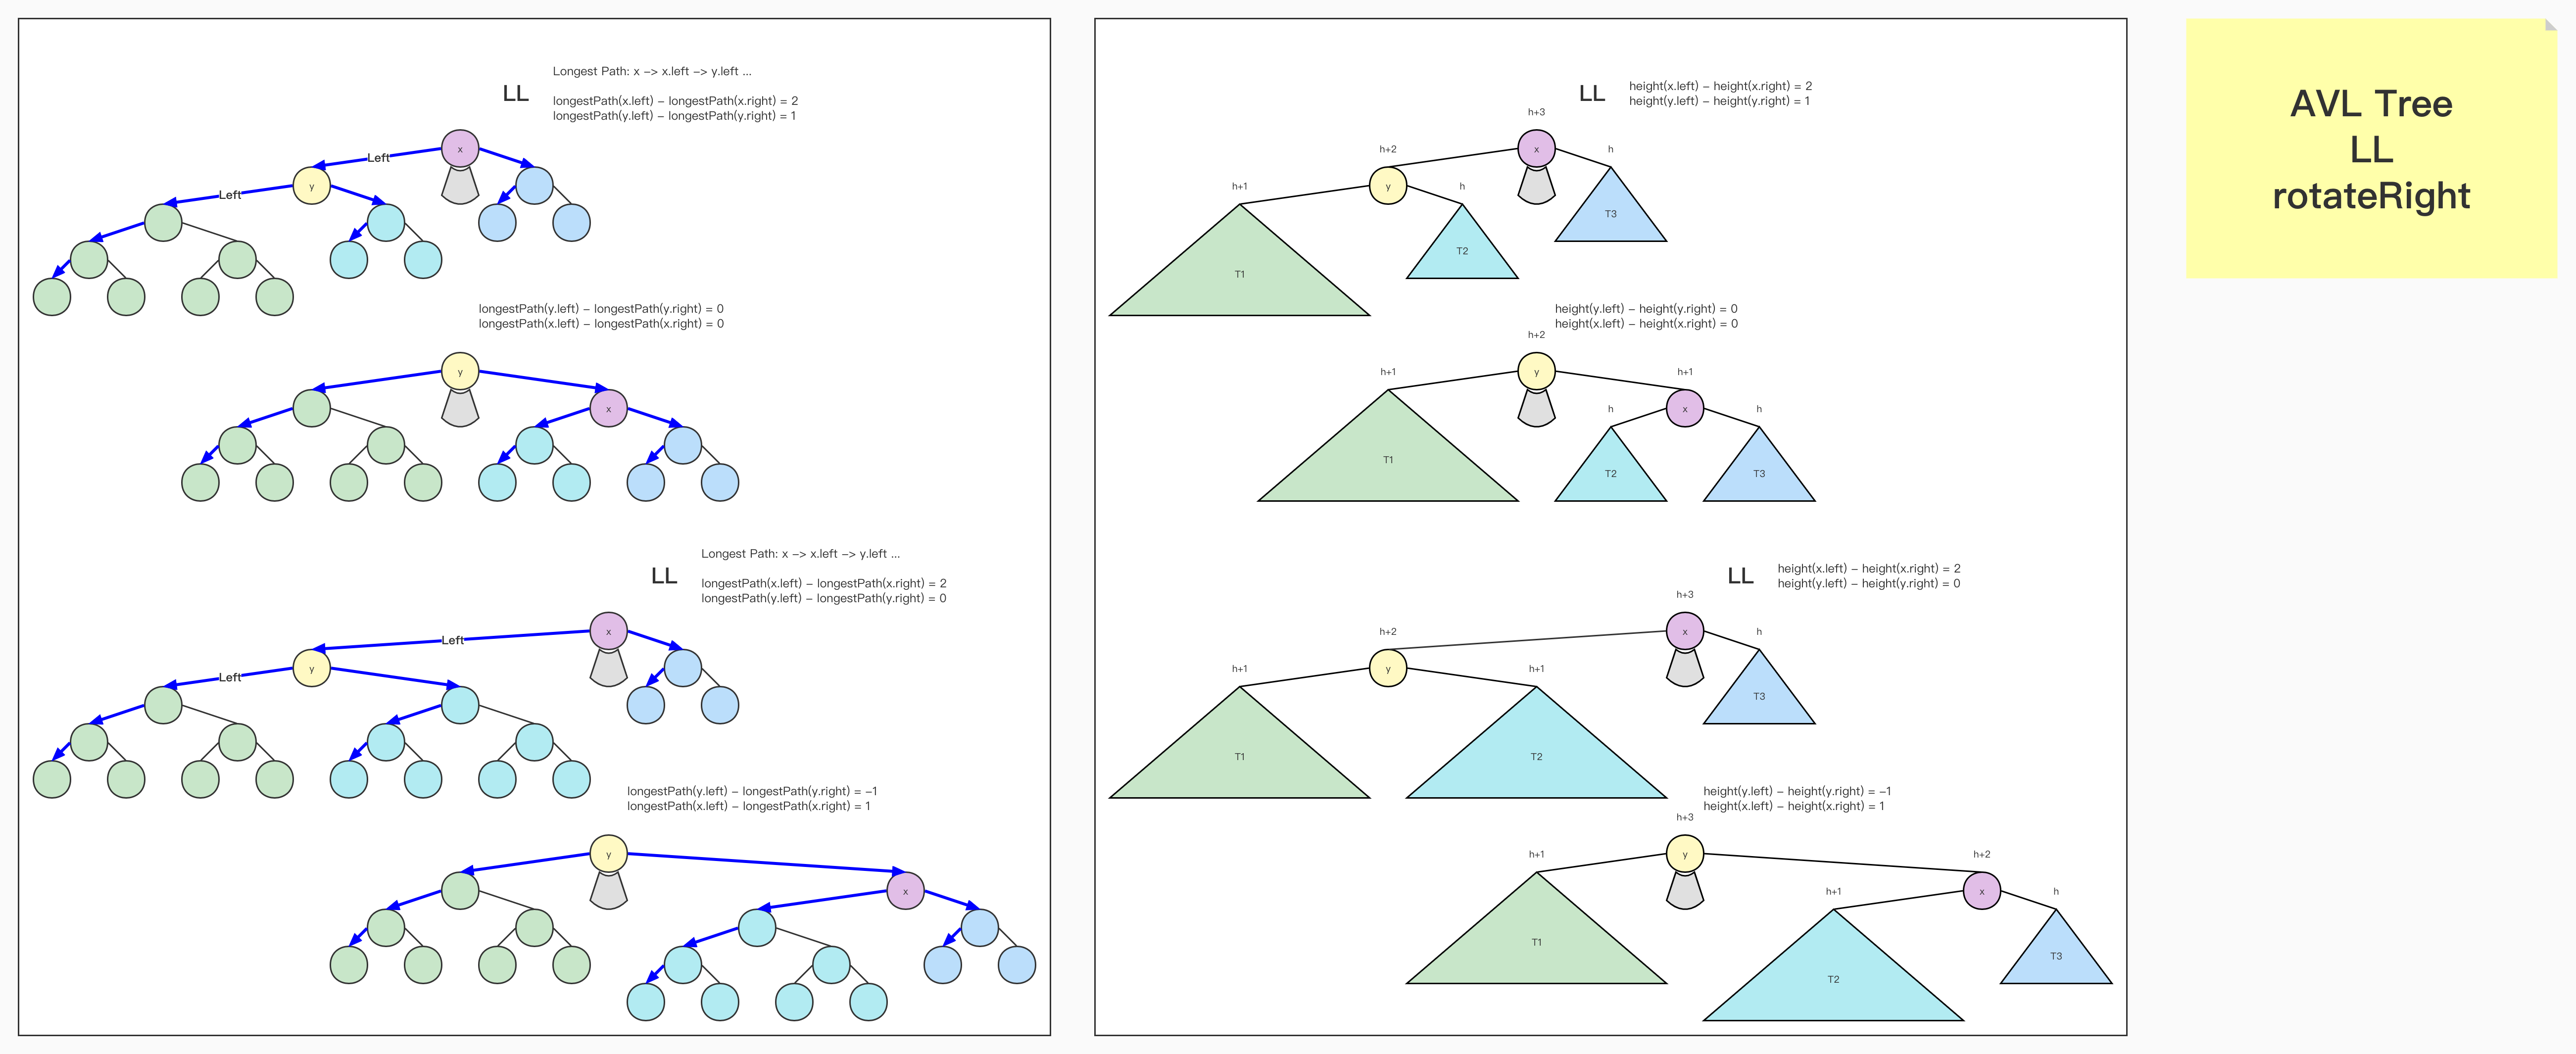 Longest Path: x −> x.left −> y.left ...
LL
longestPath(x.left) − longestPath(x.right) = 2
longestPath(y.left) − longestPath(y.right) = 1
x
Left
y
Left
longestPath(y.left) − longestPath(y.right) = 0
longestPath(x.left) − longestPath(x.right) = 0
y
x
Longest Path: x −> x.left −> y.left ...
LL
longestPath(x.left) − longestPath(x.right) = 2
longestPath(y.left) − longestPath(y.right) = 0
x
Left
y
Left
longestPath(y.left) − longestPath(y.right) = −1
longestPath(x.left) − longestPath(x.right) = 1
y
x
LL
height(x.left) − height(x.right) = 2
height(y.left) − height(y.right) = 1
h+3
h+2
x
h
h+1
y
h
T3
T2
T1
height(y.left) − height(y.right) = 0
height(x.left) − height(x.right) = 0
h+2
h+1
y
h+1
h
x
h
T1
T2
T3
LL
height(x.left) − height(x.right) = 2
height(y.left) − height(y.right) = 0
h+3
h+2
x
h
h+1
y
h+1
T3
T1
T2
height(y.left) − height(y.right) = −1
height(x.left) − height(x.right) = 1
h+3
h+1
y
h+2
h+1
x
h
T1
T3
T2
AVL Tree
LL
rotateRight